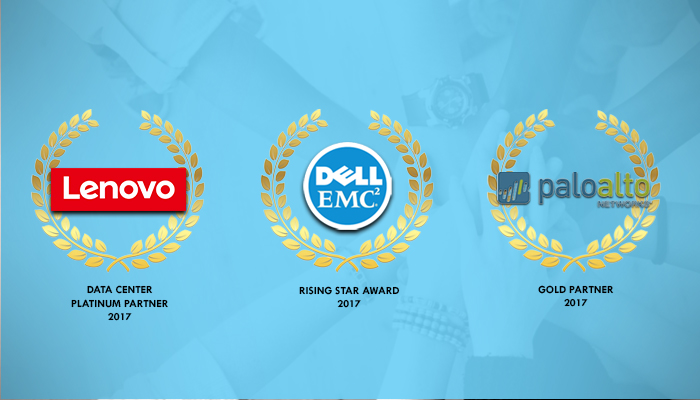 Lenovo
DATA CENTER
PLATINUM PARTNER
2017
DELL
EMC²
RISING STAR AWARD
2017
paloalto
NETWORKS
GOLD PARTNER
2017